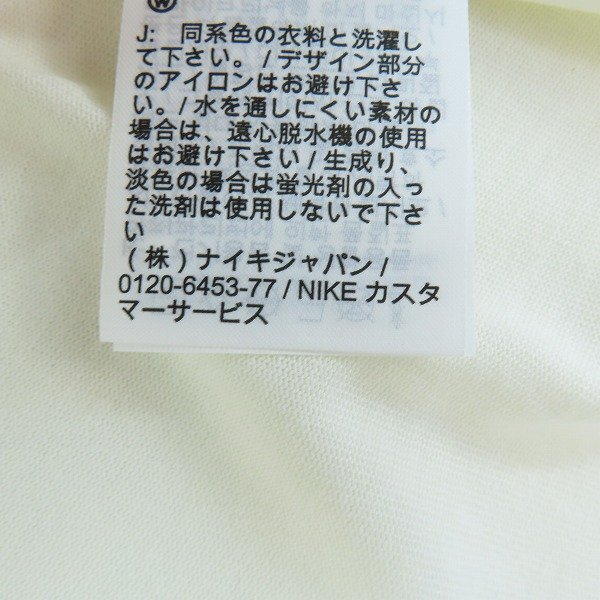 W
J: 同系色の衣料と洗濯し
て下さい。/ デザイン部分
のアイロンはお避け下さ
い。/ 水を通しにくい素材の
場合は、遠心脱水機の使用
はお避け下さい / 生成り、
淡色の場合は蛍光剤の入っ
た洗剤は使用しないで下さ
い
(株) ナイキジャパン /
0120-6453-77 / NIKE カスタ
マーサービス